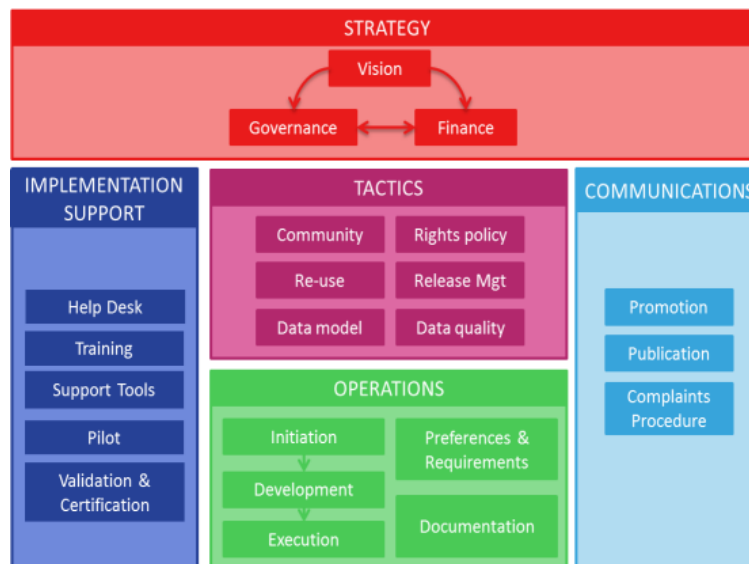 STRATEGY
Vision
Governance
Finance
IMPLEMENTATION
SUPPORT
Help Desk
Training
Support Tools
Pilot
Validation &
Certification
TACTICS
Community
Rights policy
Re-use
Release Mgt
Data model
Data quality
OPERATIONS
Initiation
Development
Execution
Preferences &
Requirements
Documentation
COMMUNICATIONS
Promotion
Publication
Complaints
Procedure